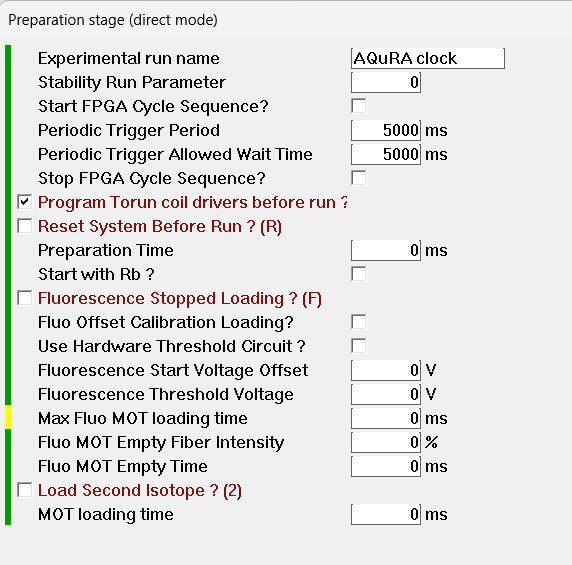 Preparation stage (direct mode)
Experimental run name AQuRA clock
Stability Run Parameter 0
Start FPGA Cycle Sequence?
Periodic Trigger Period 5000 ms
Periodic Trigger Allowed Wait Time 5000 ms
Stop FPGA Cycle Sequence?
Program Torun coil drivers before run ?
Reset System Before Run ? (R)
Preparation Time 0 ms
Start with Rb ?
Fluorescence Stopped Loading ? (F)
Fluo Offset Calibration Loading?
Use Hardware Threshold Circuit ?
Fluorescence Start Voltage Offset 0 V
Fluorescence Threshold Voltage 0 V
Max Fluo MOT loading time 0 ms
Fluo MOT Empty Fiber Intensity 0 %
Fluo MOT Empty Time 0 ms
Load Second Isotope ? (2)
MOT loading time 0 ms